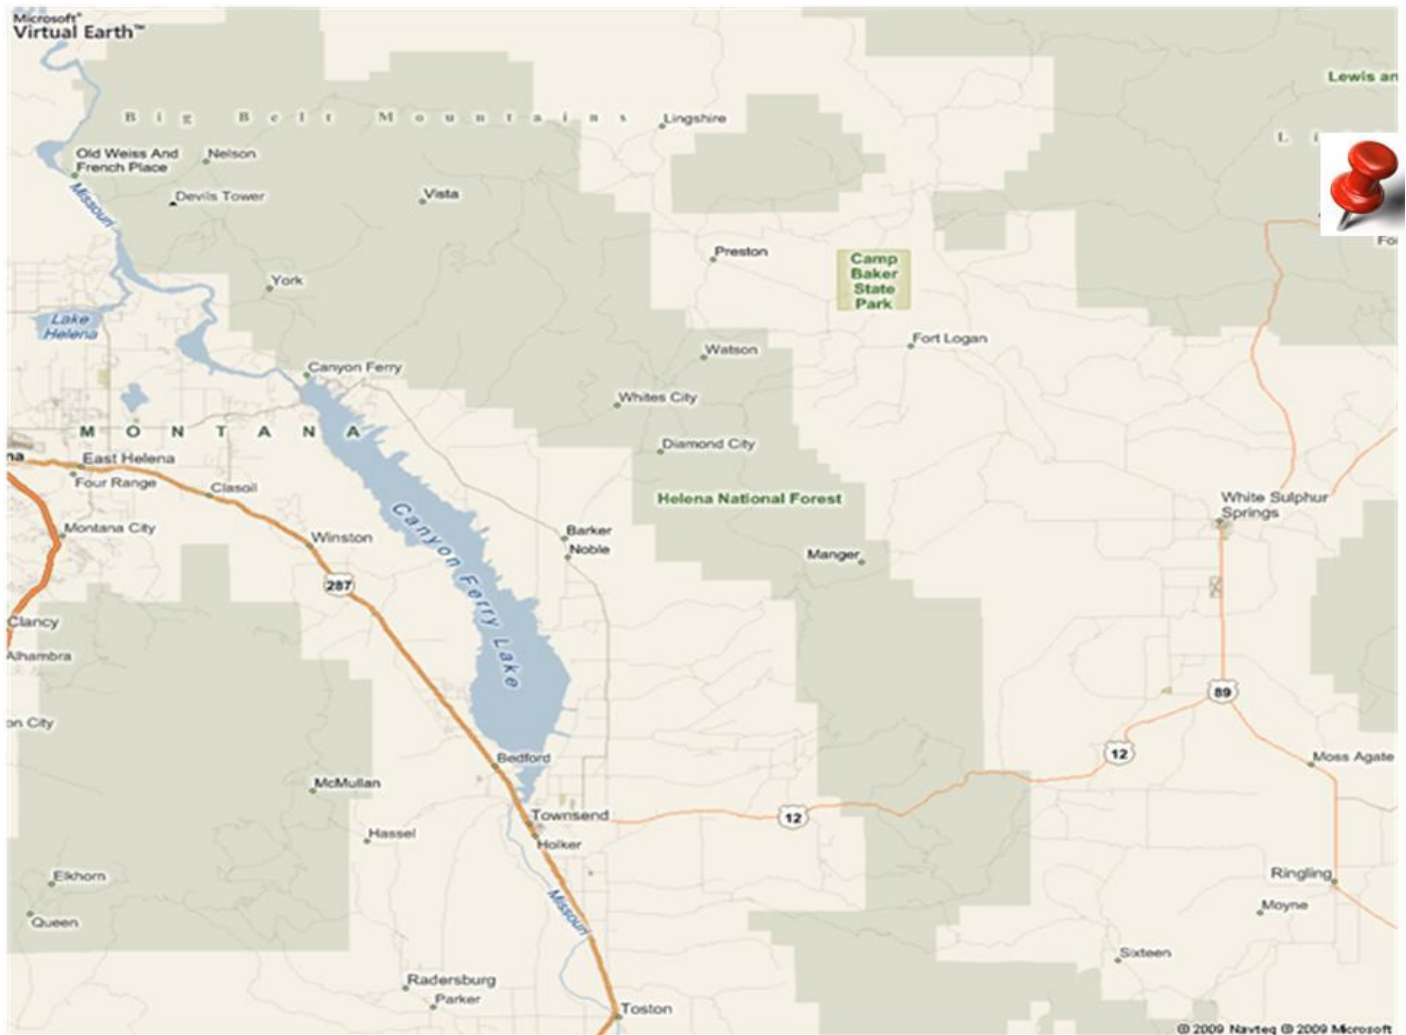 Microsoft®
Virtual Earth™
Lewis an
Big Belt Mountains
Lingshire
L i
Old Weiss And
French Place
Nelson
Devils Tower
Vista
Missouri
Fo
Preston
Camp
Baker
State
Park
York
Lake
Helena
Fort Logan
Watson
Canyon Ferry
Whites City
MONTANA
Diamond City
na
East Helena
Four Range
Clasoil
Helena National Forest
White Sulphur
Springs
Canyon Ferry Lake
Montana City
Winston
Barker
Noble
Manger
287
Clancy
Alhambra
89
on City
12
Bedford
Moss Agate
McMullan
Townsend
12
Hassel
Holker
Elkhorn
Ringling
Missouri
Moyne
Queen
Sixteen
Radersburg
Parker
Toston
© 2009 Navteq © 2009 Microsoft